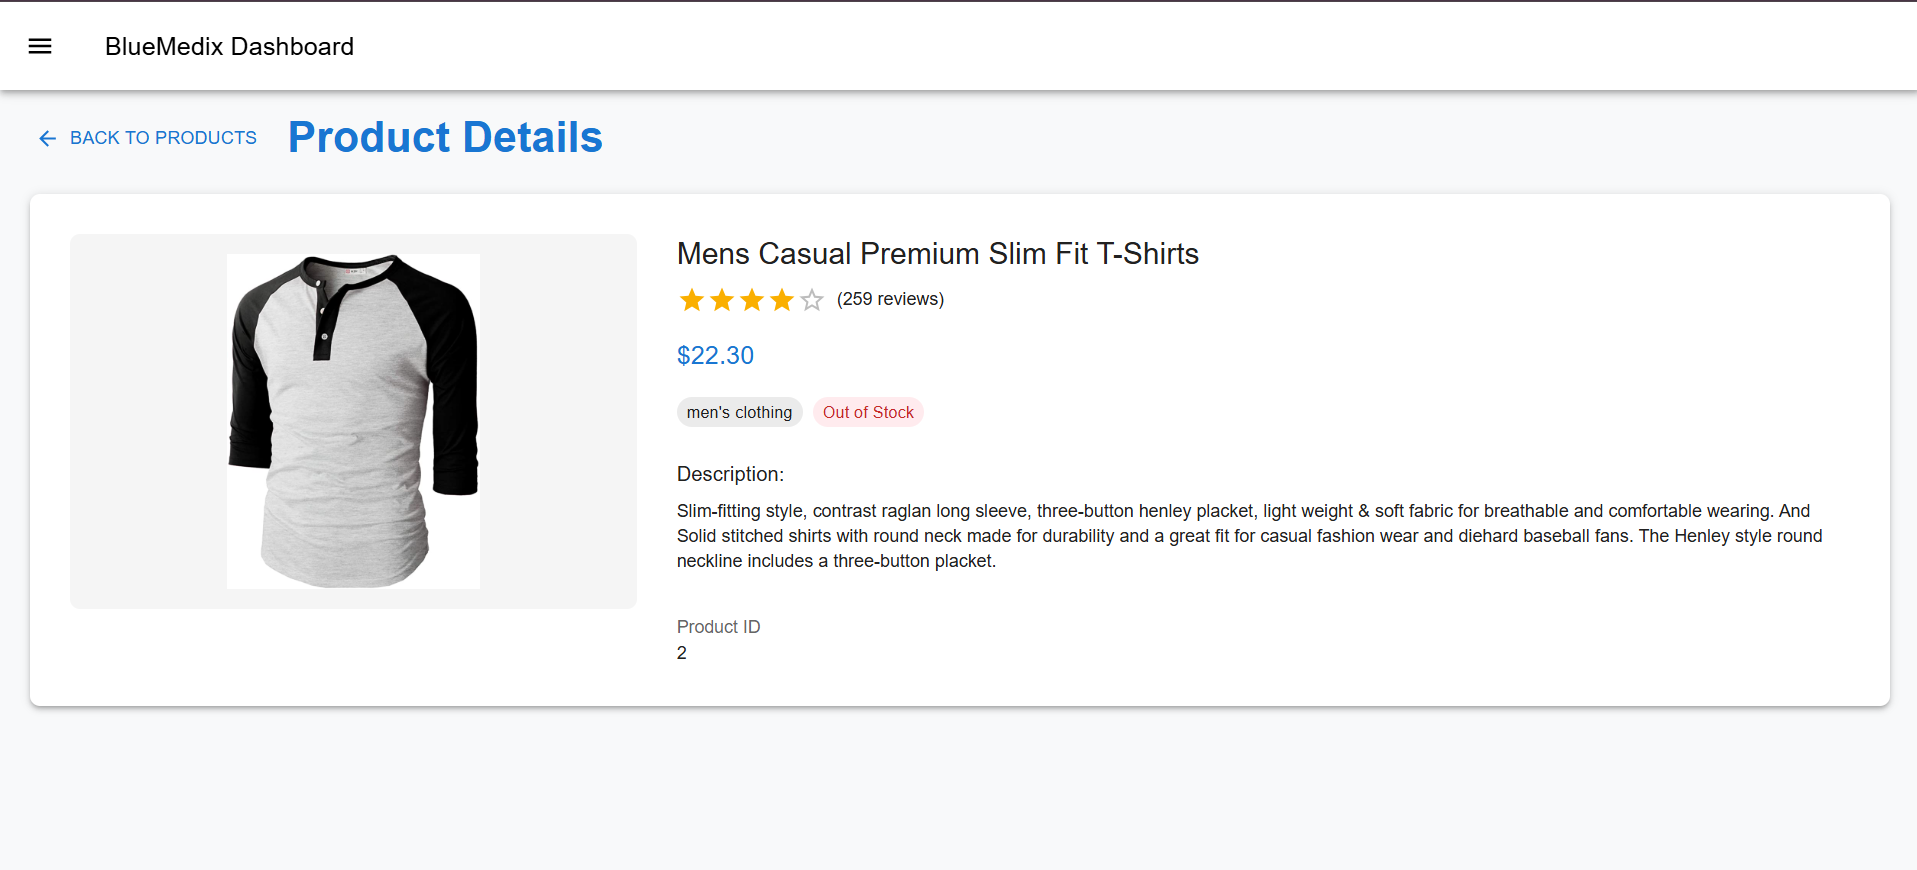 BlueMedix Dashboard
BACK TO PRODUCTS
Product Details
Mens Casual Premium Slim Fit T-Shirts
(259 reviews)
$22.30
men's clothing
Out of Stock
Description:
Slim-fitting style, contrast raglan long sleeve, three-button henley placket, light weight & soft fabric for breathable and comfortable wearing. And
Solid stitched shirts with round neck made for durability and a great fit for casual fashion wear and diehard baseball fans. The Henley style round
neckline includes a three-button placket.
Product ID
2